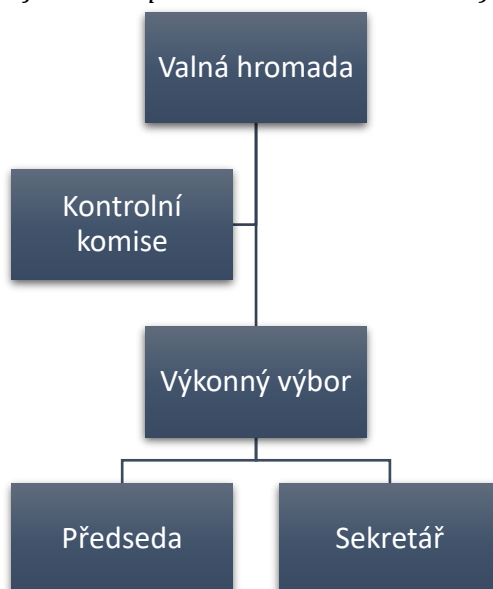 Valná hromada
Kontrolní
komise
Výkonný výbor
Předseda
Sekretář